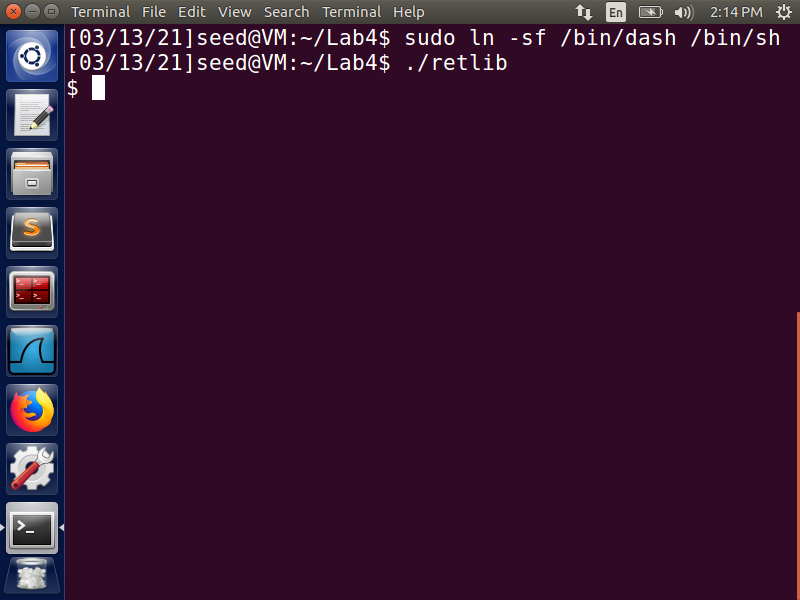 Terminal File Edit View Search Terminal Help En 2:14 PM
[03/13/21]seed@VM:~/Lab4$ sudo ln -sf /bin/dash /bin/sh
[03/13/21]seed@VM:~/Lab4$ ./retlib
$
S
>_ >_
>_ >_
>_